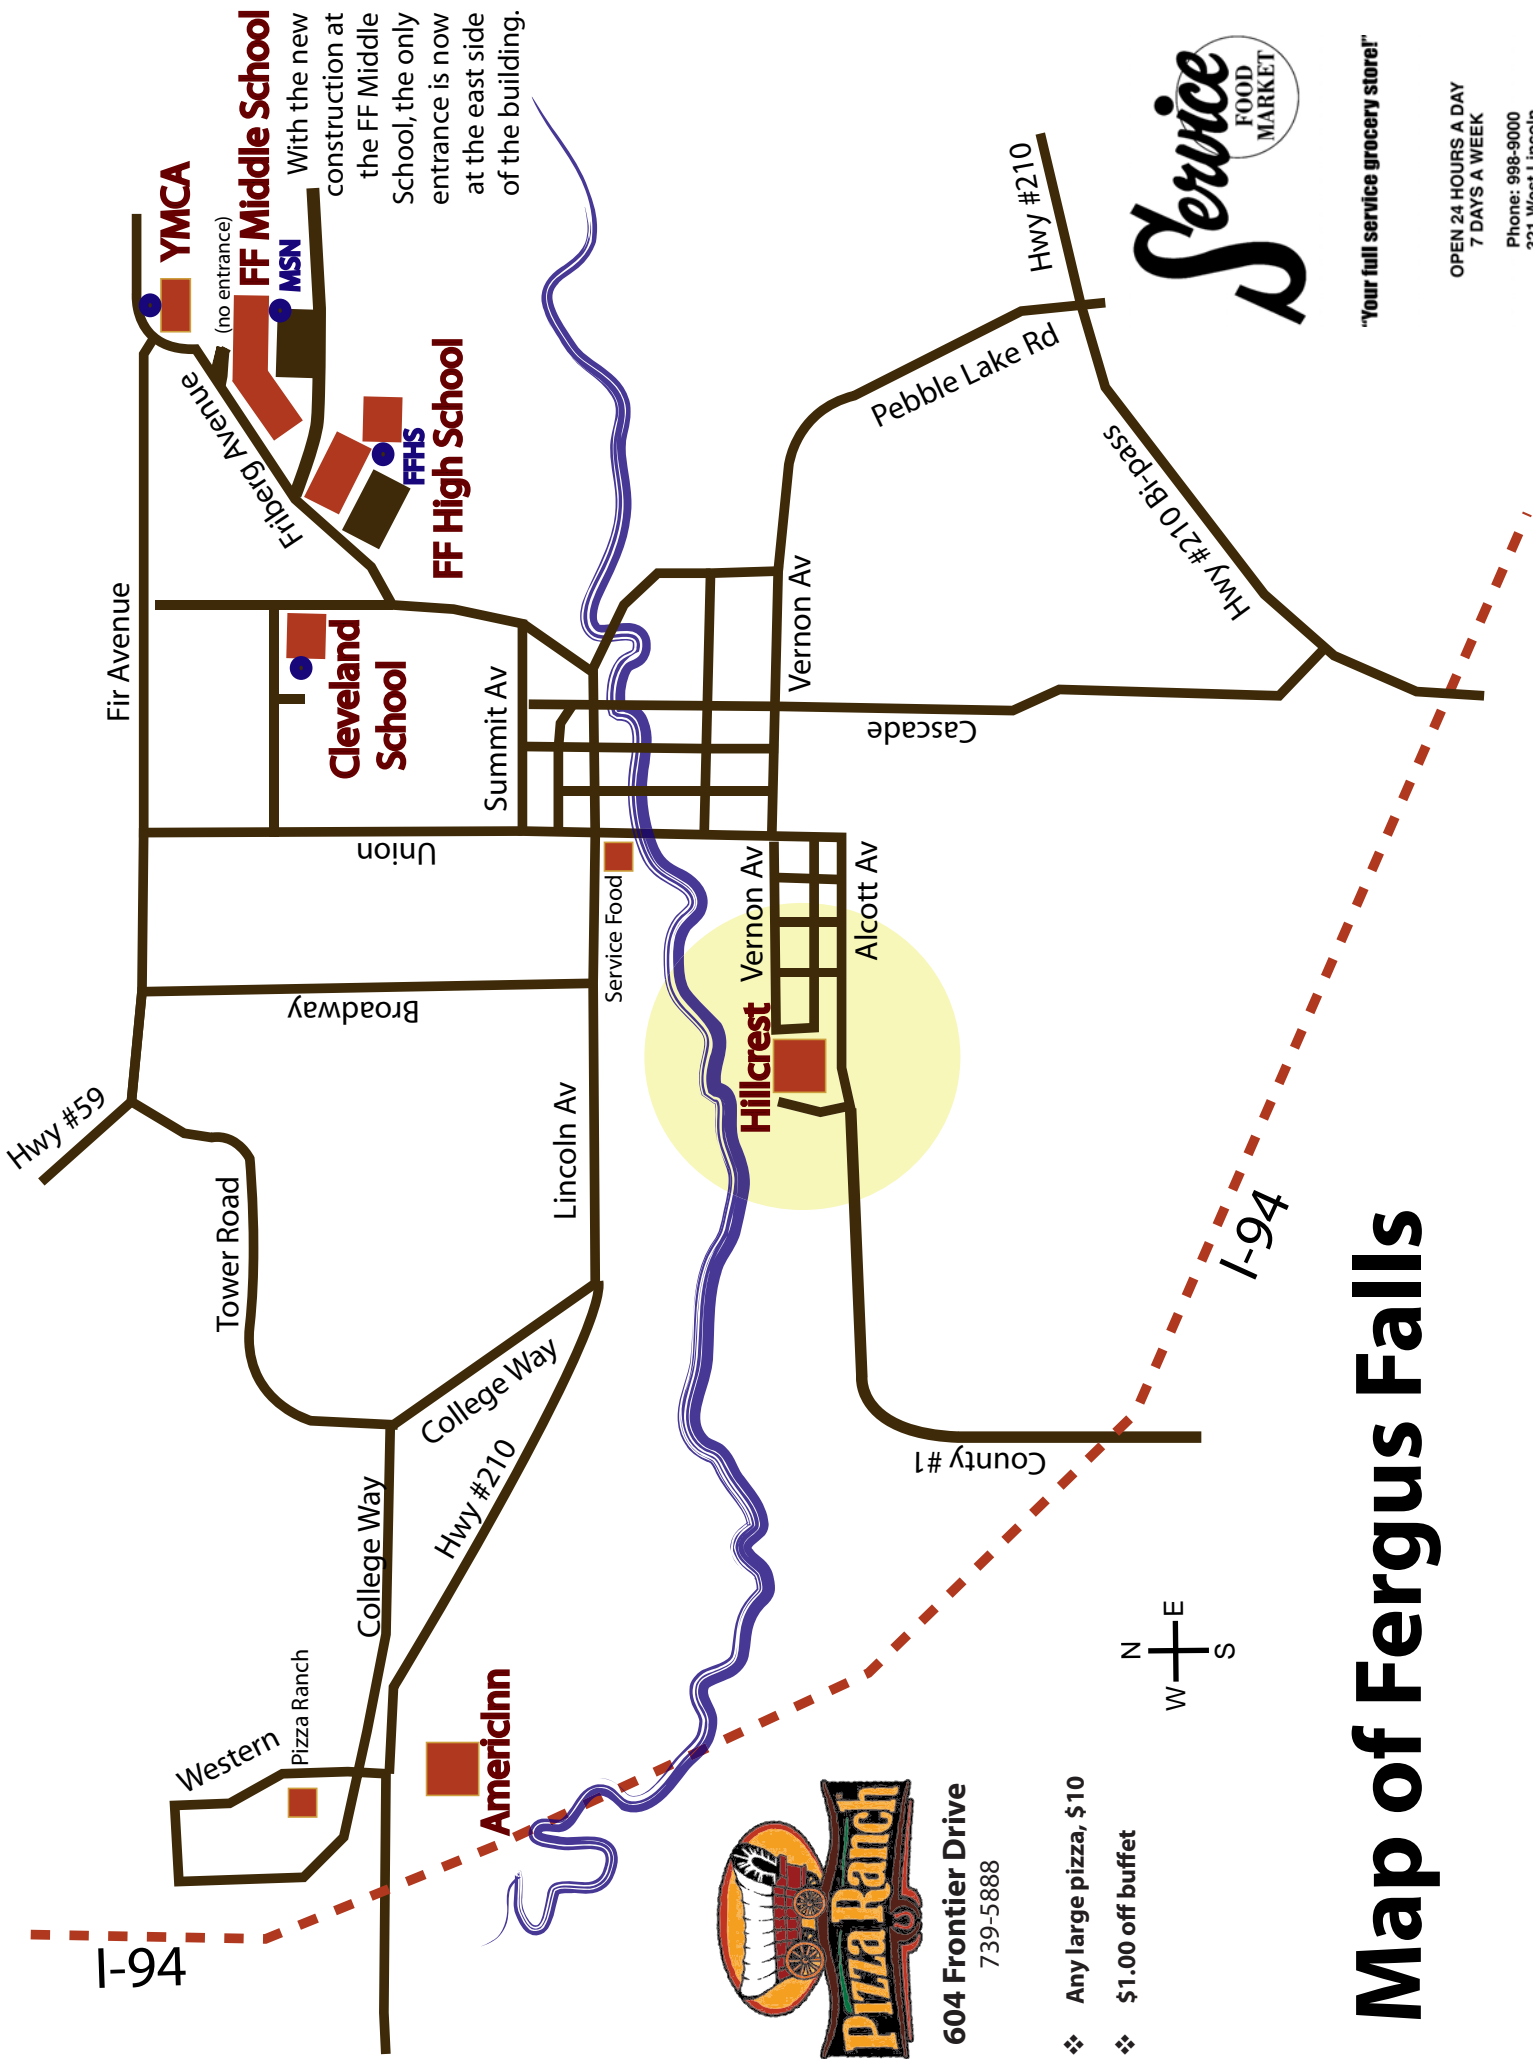 Hwy #59
Fir Avenue
YMCA
(no entrance)
FF Middle School
MSN
With the new
construction at
the FF Middle
School, the only
entrance is now
at the east side
of the building.
Friberg Avenue
FFHS
FF High School
Cleveland
School
Summit Av
Union
Broadway
Tower Road
Lincoln Av
Service Food
College Way
College Way
Hwy #210
Western
Pizza Ranch
AmericInn
I-94
Hillcrest
Vernon Av
Alcott Av
Vernon Av
Cascade
Pebble Lake Rd
Hwy #210
Hwy #210 Bi-pass
County #1
I-94
N
W
E
S
Pizza Ranch
604 Frontier Drive
739-5888
❖ Any large pizza, $10
❖ $1.00 off buffet
Map of Fergus Falls
Service
FOOD
MARKET
"Your full service grocery store!"
OPEN 24 HOURS A DAY
7 DAYS A WEEK
Phone: 998-9000
221 West Lincoln